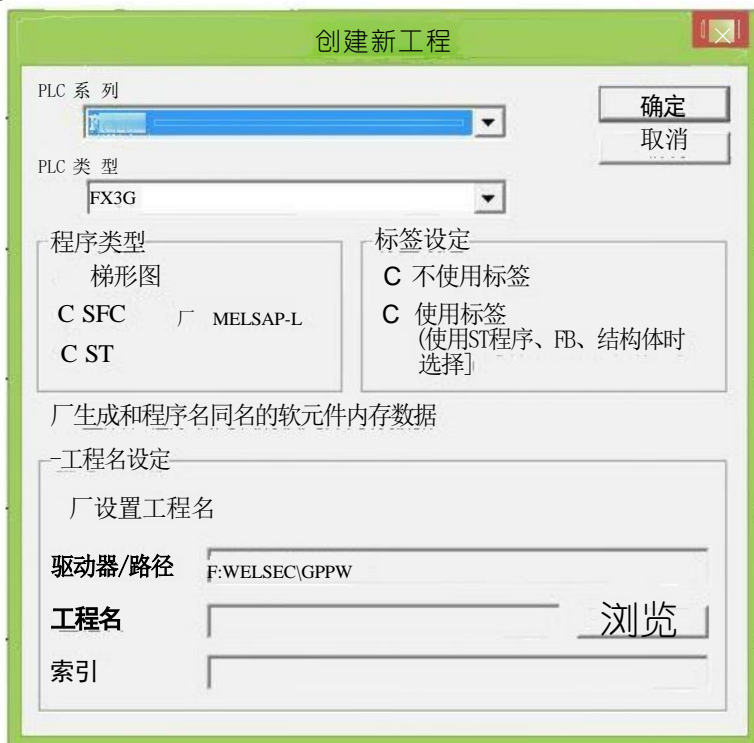 创建新工程
PLC 系 列
确定
取消
PLC 类 型
FX3G
程序类型
梯形图
C SFC 厂 MELSAP-L
C ST
标签设定
C 不使用标签
C 使用标签
(使用ST程序、FB、结构体时
选择]
厂生成和程序名同名的软元件内存数据
-工程名设定
厂设置工程名
驱动器/路径 F:WELSEC\GPPW
工程名
浏览
索引